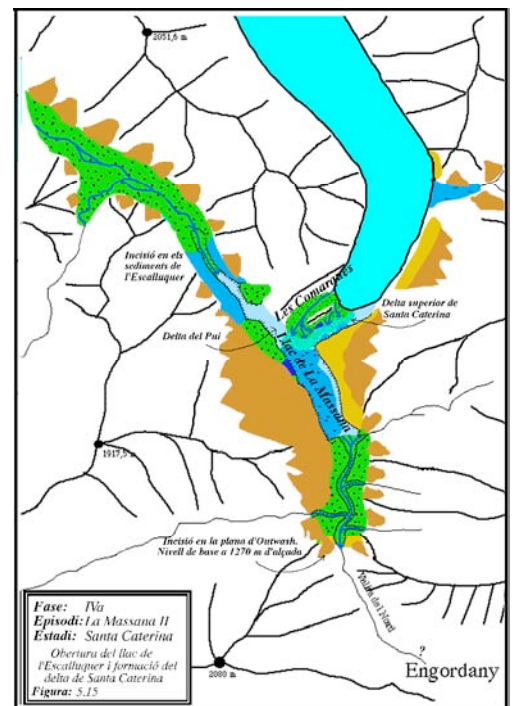 2051,6 m
Incisió en els
sediments de
l'Escalluquer
Les Comarques
Delta superior de
Santa Caterina
Delta del Pui
Llac de La Massana
1917,5 m
Incisió en la plana d'Outwash.
Nivell de base a 1270 m d'alçada
Valira del Nord
?
Engordany
2080 m
Fase: IVa
Episodi: La Massana II
Estadi: Santa Caterina
Obertura del llac de
l'Escalluquer i formació del
delta de Santa Caterina
Figura: 5.15